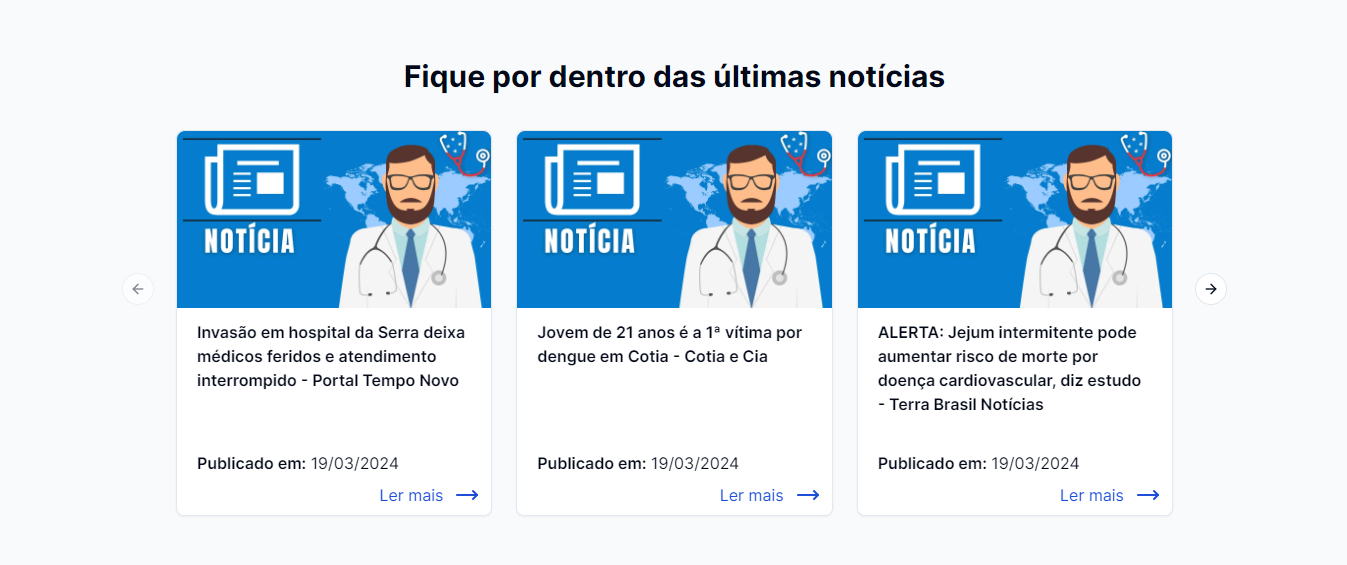 Fique por dentro das últimas notícias
NOTÍCIA
Invasão em hospital da Serra deixa
médicos feridos e atendimento
interrompido - Portal Tempo Novo
Publicado em: 19/03/2024
Ler mais
NOTÍCIA
Jovem de 21 anos é a 1ª vítima por
dengue em Cotia - Cotia e Cia
Publicado em: 19/03/2024
Ler mais
NOTÍCIA
ALERTA: Jejum intermitente pode
aumentar risco de morte por
doença cardiovascular, diz estudo
- Terra Brasil Notícias
Publicado em: 19/03/2024
Ler mais